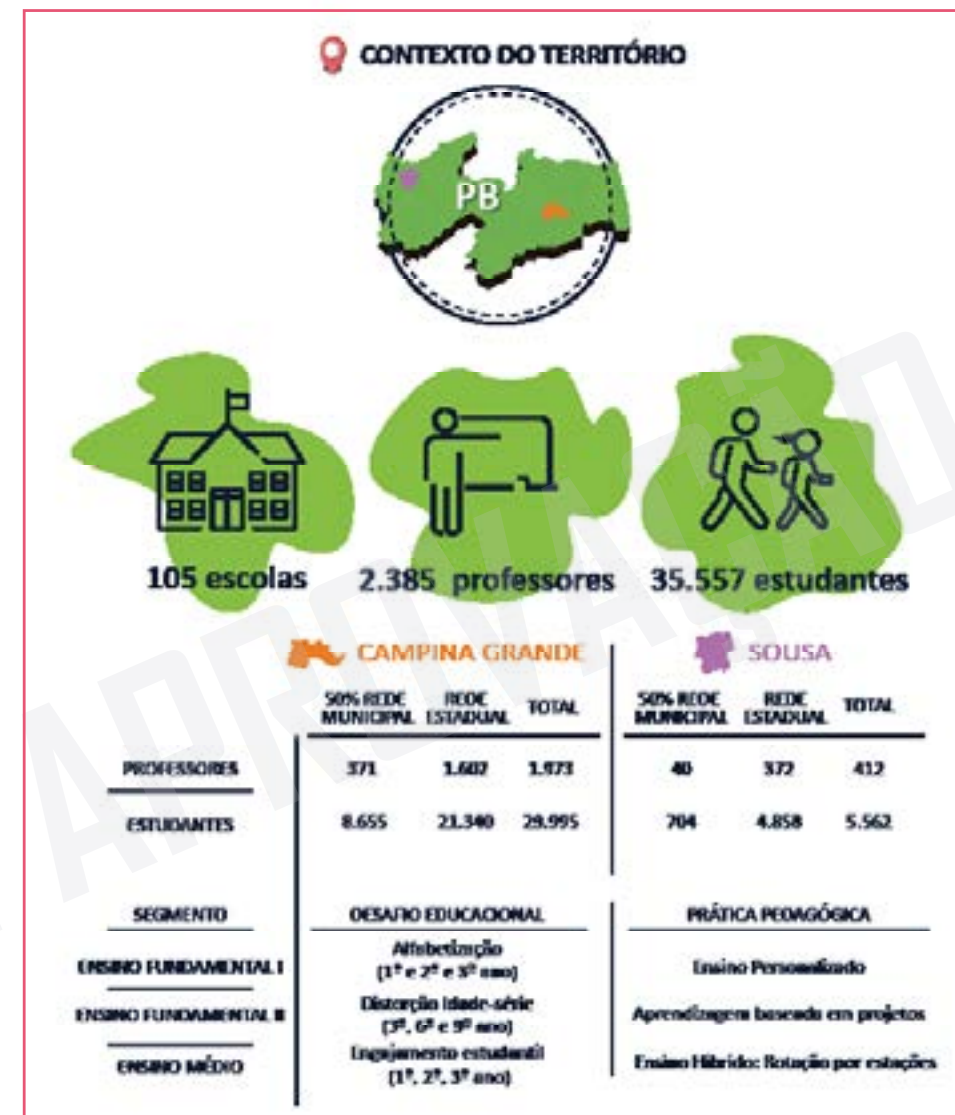 CONTEXTO DO TERRITÓRIO
PB
105 escolas
2.385 professores
35.557 estudantes
CAMPINA GRANDE
SOUSA
50% REDE MUNICIPAL
REDE ESTADUAL
TOTAL
50% REDE MUNICIPAL
REDE ESTADUAL
TOTAL
PROFESSORES 371 1.602 1.973 40 372 412
ESTUDANTES 8.655 21.340 29.995 704 4.858 5.562
SEGMENTO DESAFIO EDUCACIONAL PRÁTICA PEDAGÓGICA
ENSINO FUNDAMENTAL I
Alfabetização
(1º e 2º e 3º ano)
Ensino Personalizado
ENSINO FUNDAMENTAL II
Distorção Idade-série
(3º, 6º e 9º ano)
Aprendizagem baseada em projetos
ENSINO MÉDIO
Engajamento estudantil
(1º, 2º, 3º ano)
Ensino Híbrido: Rotação por estações
APROVAÇÃO